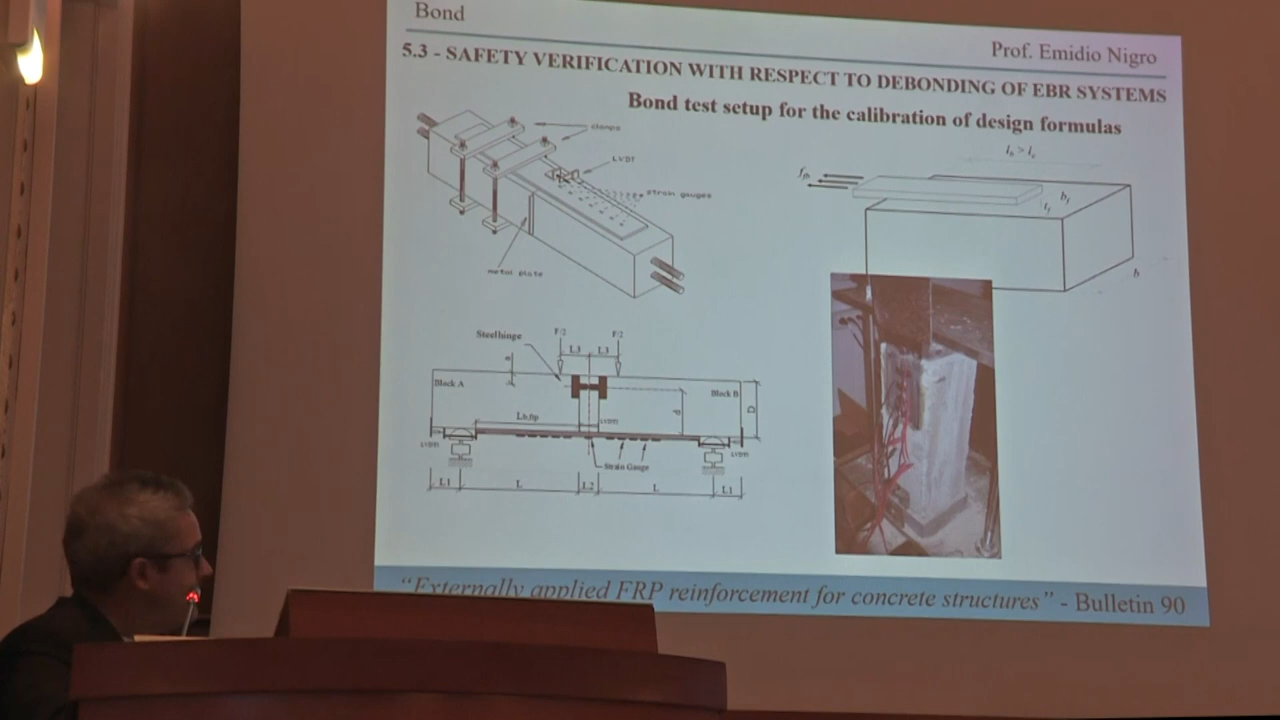 Bond
Prof. Emidio Nigro
5.3 - SAFETY VERIFICATION WITH RESPECT TO DEBONDING OF EBR SYSTEMS
Bond test setup for the calibration of design formulas
clamps
LVDT
strain gauges
metal plate
Steel hinge
F/2
F/2
L3
L3
Block A
Block B
D
d
LVDT
LVDT
LVDT
Strain Gauge
L1
L
L2
L
L1
b
"Externally applied FRP reinforcement for concrete structures" - Bulletin 90